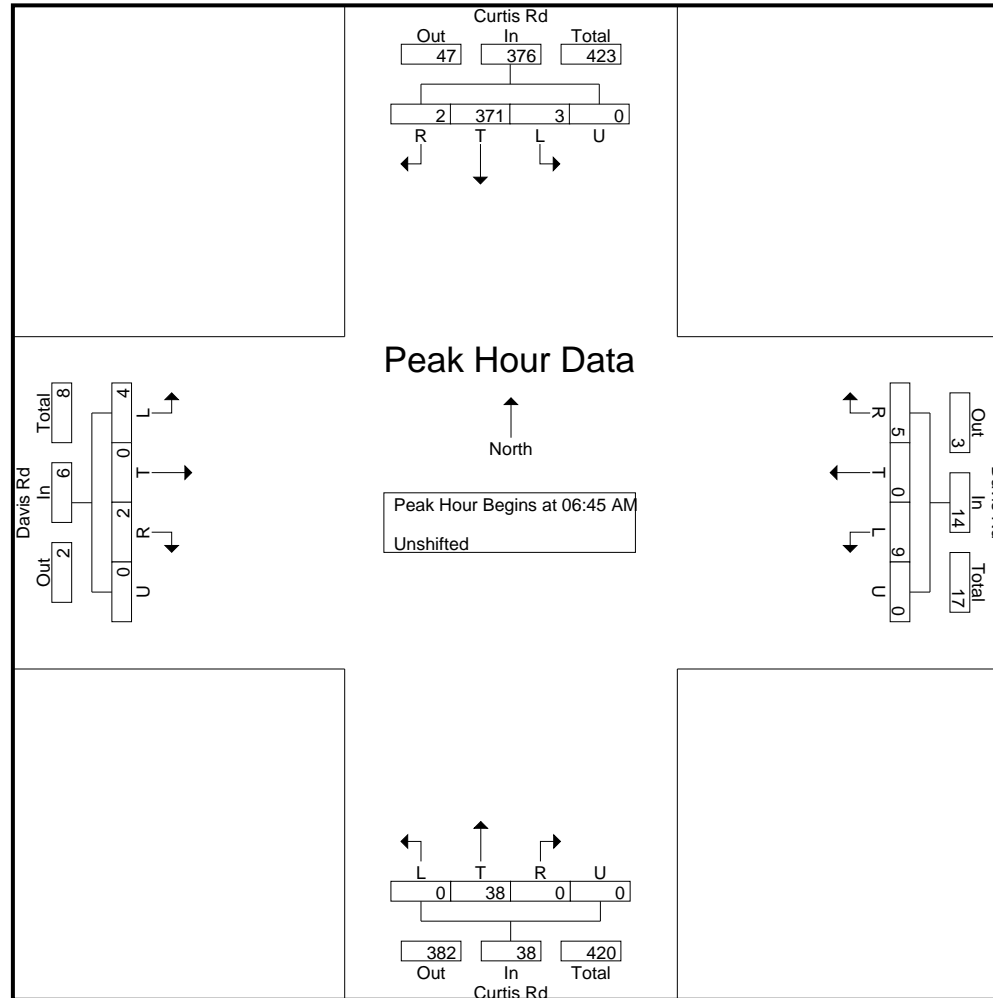 Curtis Rd
Out In Total
47 376 423
2 371 3 0
R T L U
Peak Hour Data
North
Peak Hour Begins at 06:45 AM
Unshifted
Davis Rd
Total In Out
8 6 2
4 0 2 0
L T R U
Out In Total
3 14 17
5 0 9 0
R T L U
L T R U
0 38 0 0
382 38 420
Out In Total
Curtis Rd